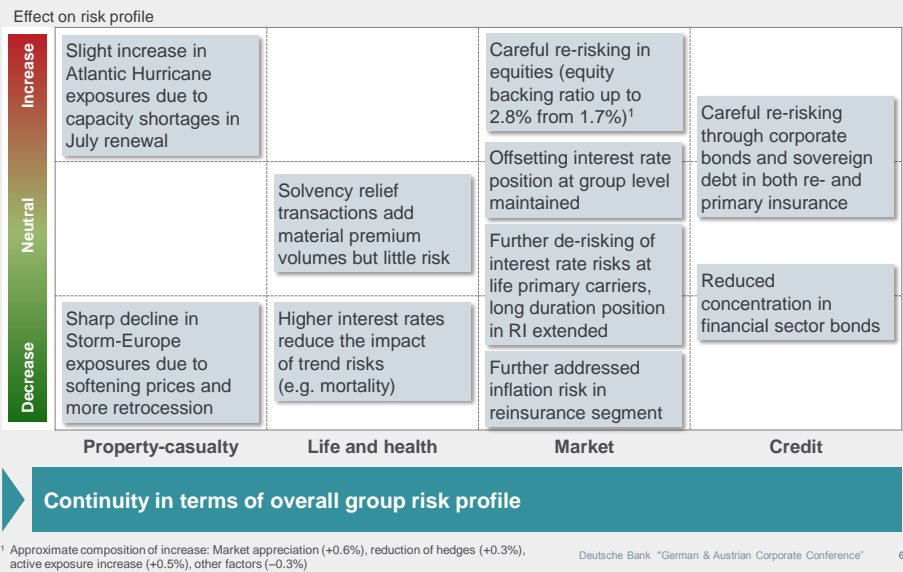 Effect on risk profile
Increase
Neutral
Decrease
Slight increase in
Atlantic Hurricane
exposures due to
capacity shortages in
July renewal
Sharp decline in
Storm-Europe
exposures due to
softening prices and
more retrocession
Solvency relief
transactions add
material premium
volumes but little risk
Higher interest rates
reduce the impact
of trend risks
(e.g. mortality)
Careful re-risking in
equities (equity
backing ratio up to
2.8% from 1.7%)¹
Offsetting interest rate
position at group level
maintained
Further de-risking of
interest rate risks at
life primary carriers,
long duration position
in RI extended
Further addressed
inflation risk in
reinsurance segment
Careful re-risking
through corporate
bonds and sovereign
debt in both re- and
primary insurance
Reduced
concentration in
financial sector bonds
Property-casualty
Life and health
Market
Credit
Continuity in terms of overall group risk profile
¹ Approximate composition of increase: Market appreciation (+0.6%), reduction of hedges (+0.3%),
active exposure increase (+0.5%), other factors (–0.3%)
Deutsche Bank "German & Austrian Corporate Conference" 6